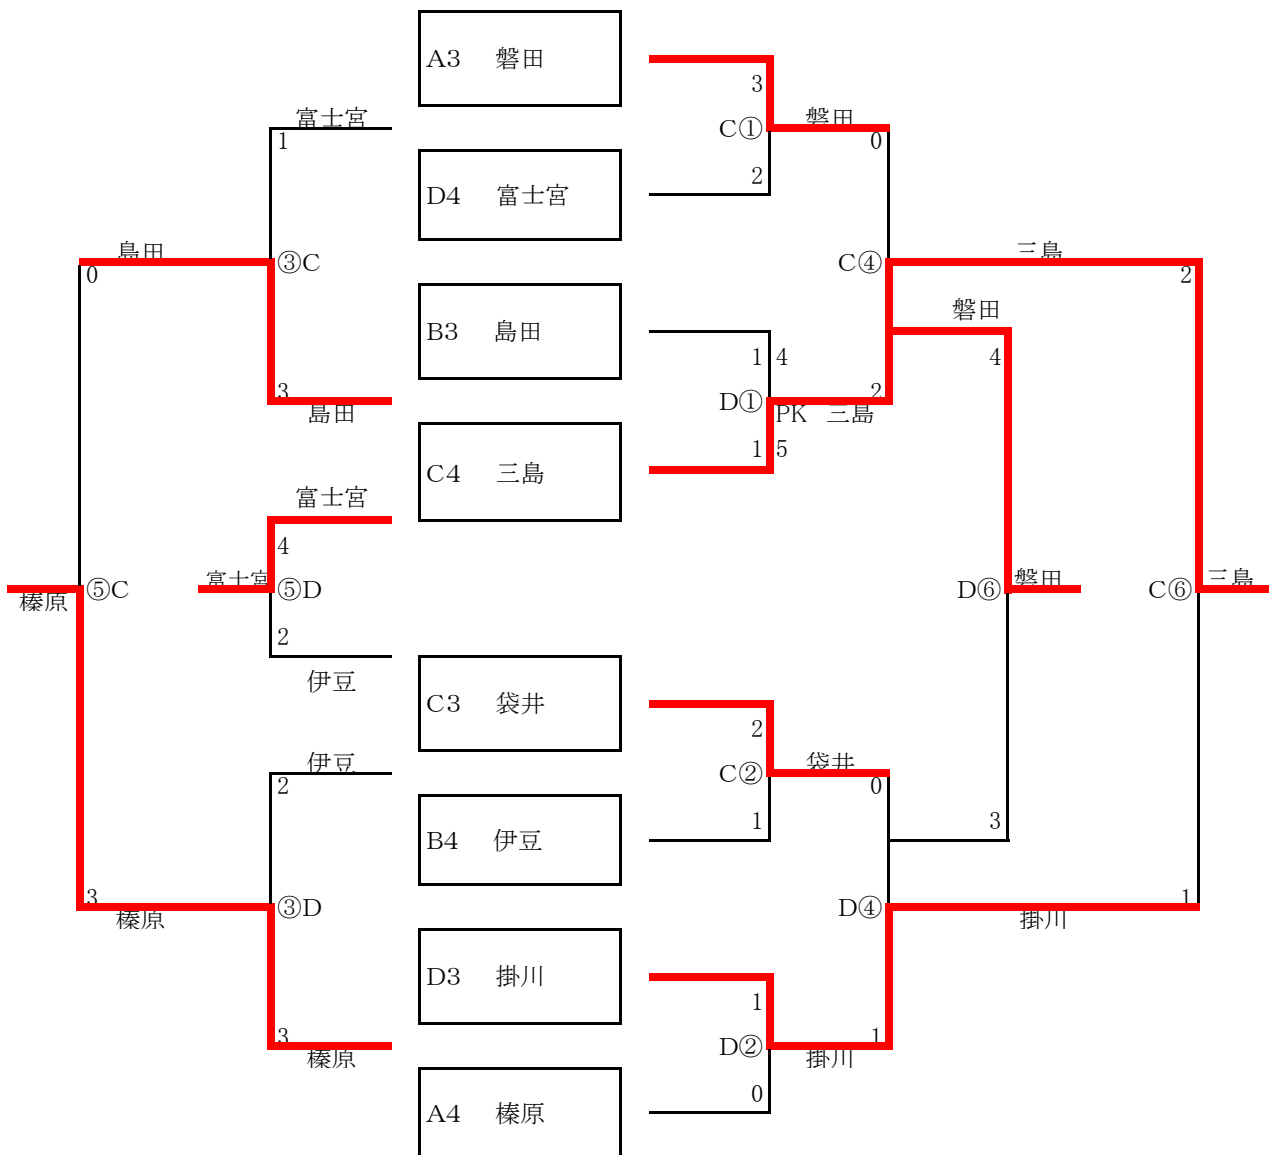 A3 磐田
3
富士宮
磐田
C①
1
0
2
D4 富士宮
島田
三島
③C
C④
0
2
磐田
B3 島田
1 4
4
3
2
D①
島田
PK 三島
1 5
C4 三島
富士宮
4
富士宮
磐田
三島
⑤C
⑤D
D⑥
C⑥
榛原
2
伊豆
C3 袋井
2
伊豆
袋井
C②
2
0
B4 伊豆
1
3
3
1
③D
D④
榛原
掛川
D3 掛川
1
3
1
D②
榛原
掛川
0
A4 榛原